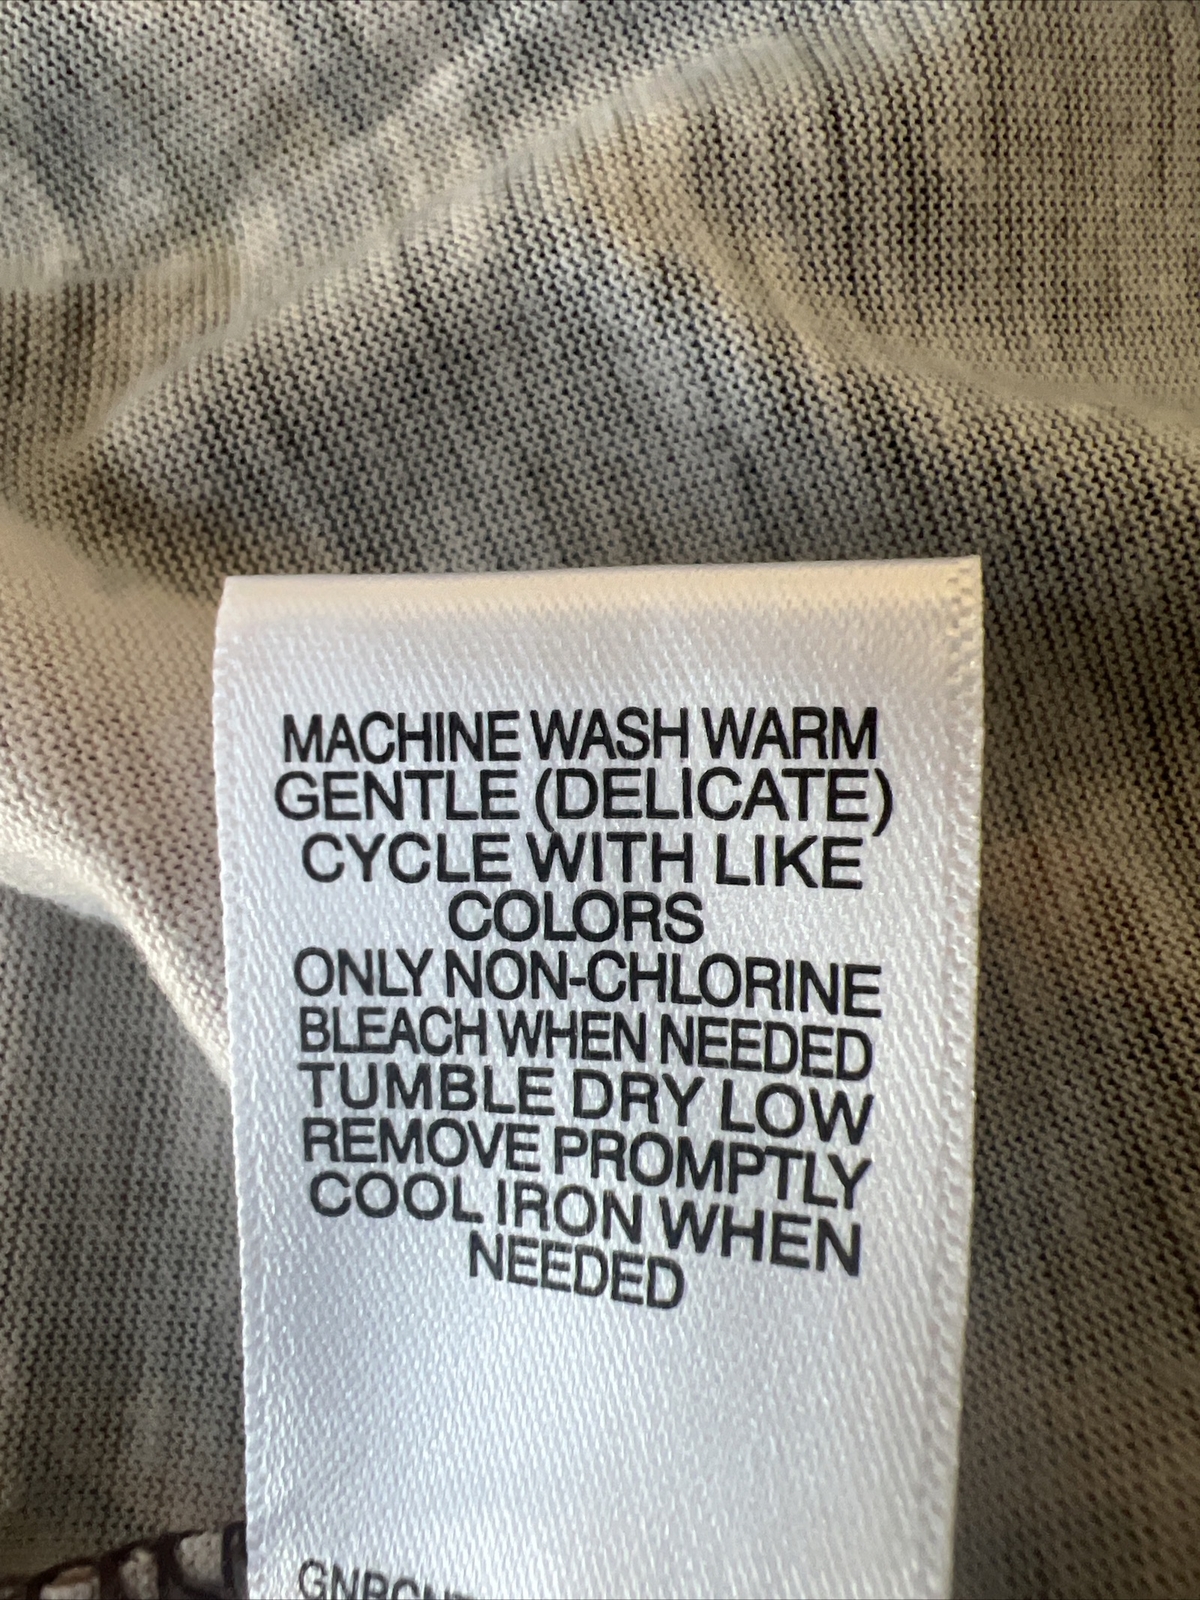 MACHINE WASH WARM
GENTLE (DELICATE)
CYCLE WITH LIKE
COLORS
ONLY NON-CHLORINE
BLEACH WHEN NEEDED
TUMBLE DRY LOW
REMOVE PROMPTLY
COOL IRON WHEN
NEEDED